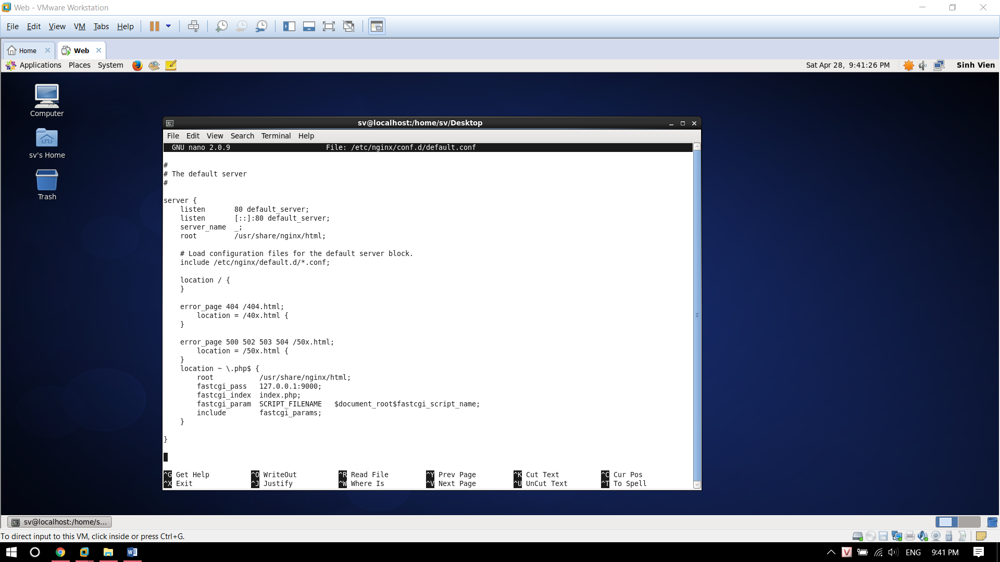 Web - VMware Workstation
File Edit View VM Tabs Help
Home Web
Applications Places System Sat Apr 28, 9:41:26 PM Sinh Vien
Computer
sv's Home
Trash
sv@localhost:/home/sv/Desktop
File Edit View Search Terminal Help
GNU nano 2.0.9 File: /etc/nginx/conf.d/default.conf
#
# The default server
#
server {
    listen       80 default_server;
    listen       [::]:80 default_server;
    server_name  _;
    root         /usr/share/nginx/html;
    # Load configuration files for the default server block.
    include /etc/nginx/default.d/*.conf;
    location / {
    }
    error_page 404 /404.html;
        location = /40x.html {
    }
    error_page 500 502 503 504 /50x.html;
        location = /50x.html {
    }
    location ~ \.php$ {
        root           /usr/share/nginx/html;
        fastcgi_pass   127.0.0.1:9000;
        fastcgi_index  index.php;
        fastcgi_param  SCRIPT_FILENAME   $document_root$fastcgi_script_name;
        include        fastcgi_params;
    }
}
^G Get Help ^O WriteOut ^R Read File ^Y Prev Page ^K Cut Text ^C Cur Pos
^X Exit ^J Justify ^W Where Is ^V Next Page ^U UnCut Text ^T To Spell
sv@localhost:/home/s...
To direct input to this VM, click inside or press Ctrl+G.
ENG 9:41 PM